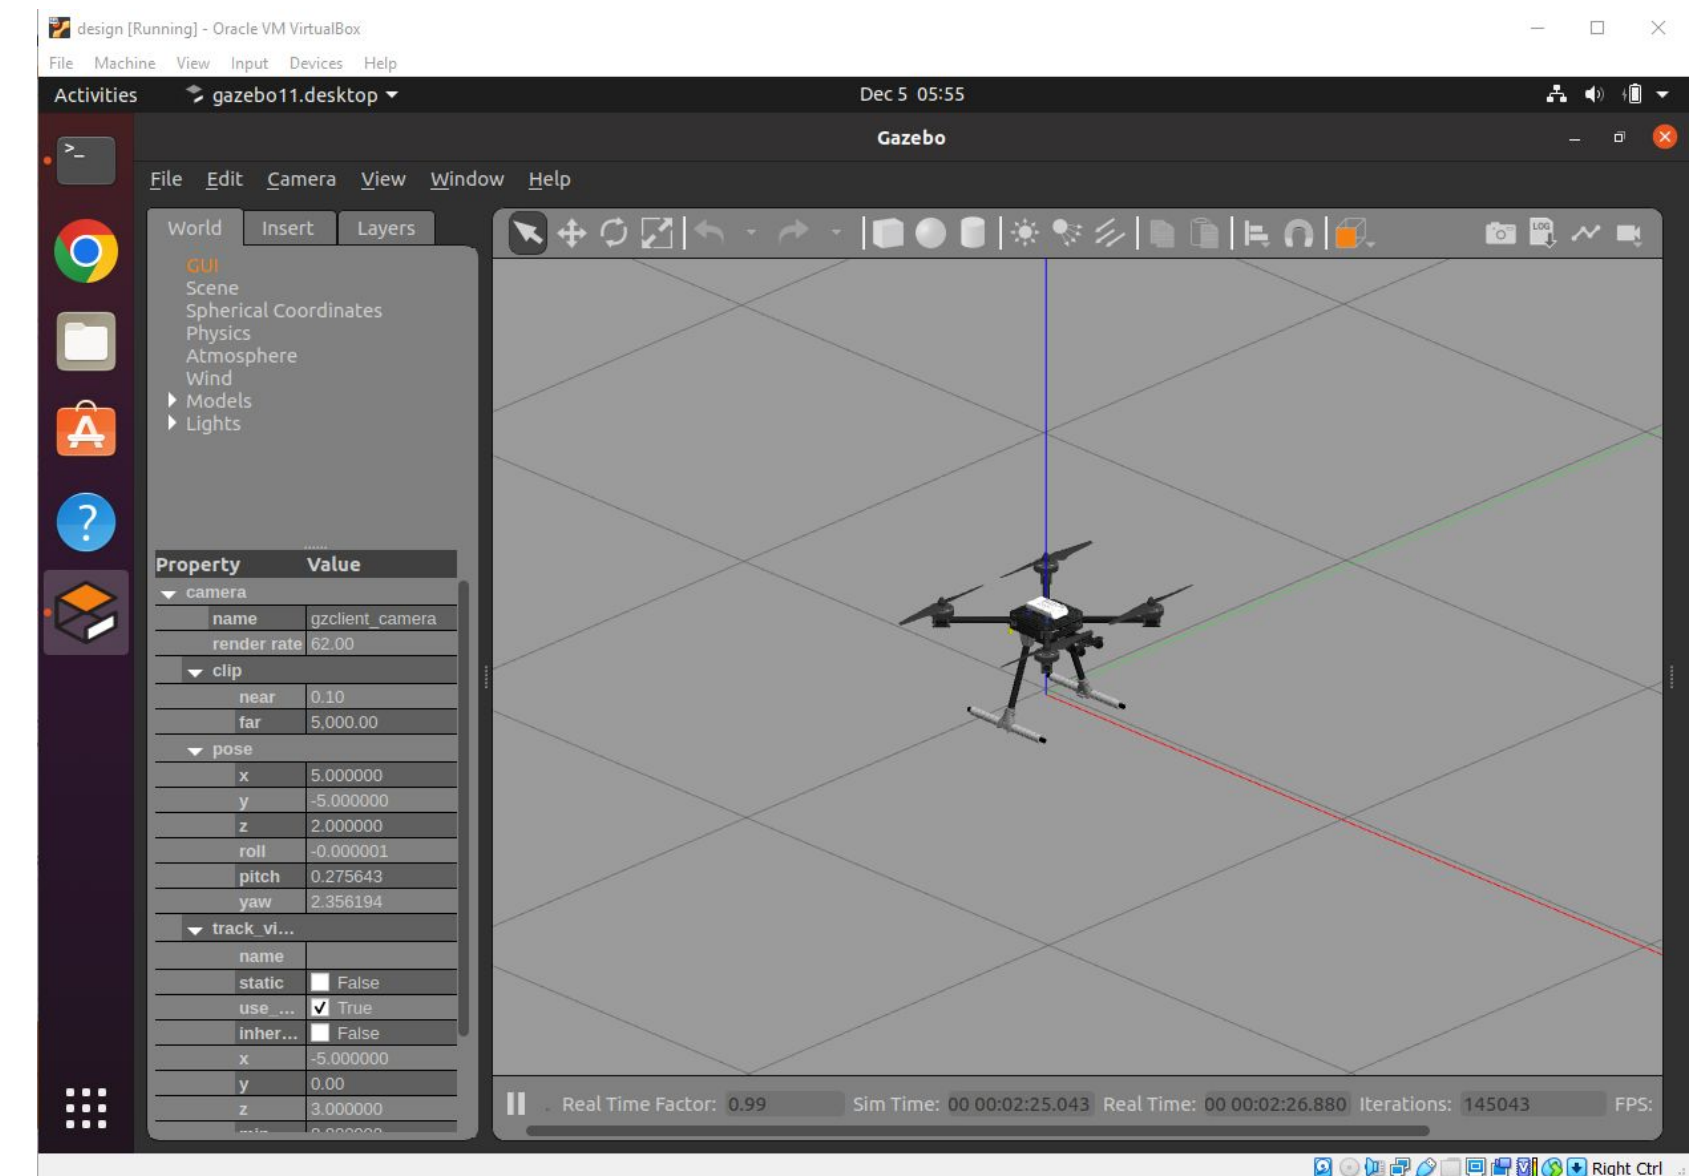 design [Running] - Oracle VM VirtualBox
File Machine View Input Devices Help
Activities gazebo11.desktop Dec 5 05:55
Gazebo
File Edit Camera View Window Help
World Insert Layers
LOG
GUI
Scene
Spherical Coordinates
Physics
Atmosphere
Wind
Models
Lights
Property Value
camera
name gzclient_camera
render rate 62.00
clip
near 0.10
far 5,000.00
pose
x 5.000000
y -5.000000
z 2.000000
roll -0.000001
pitch 0.275643
yaw 2.356194
track_vi...
name
static False
use_... True
inher... False
x -5.000000
y 0.00
z 3.000000
Real Time Factor: 0.99 Sim Time: 00 00:02:25.043 Real Time: 00 00:02:26.880 Iterations: 145043 FPS:
Right Ctrl